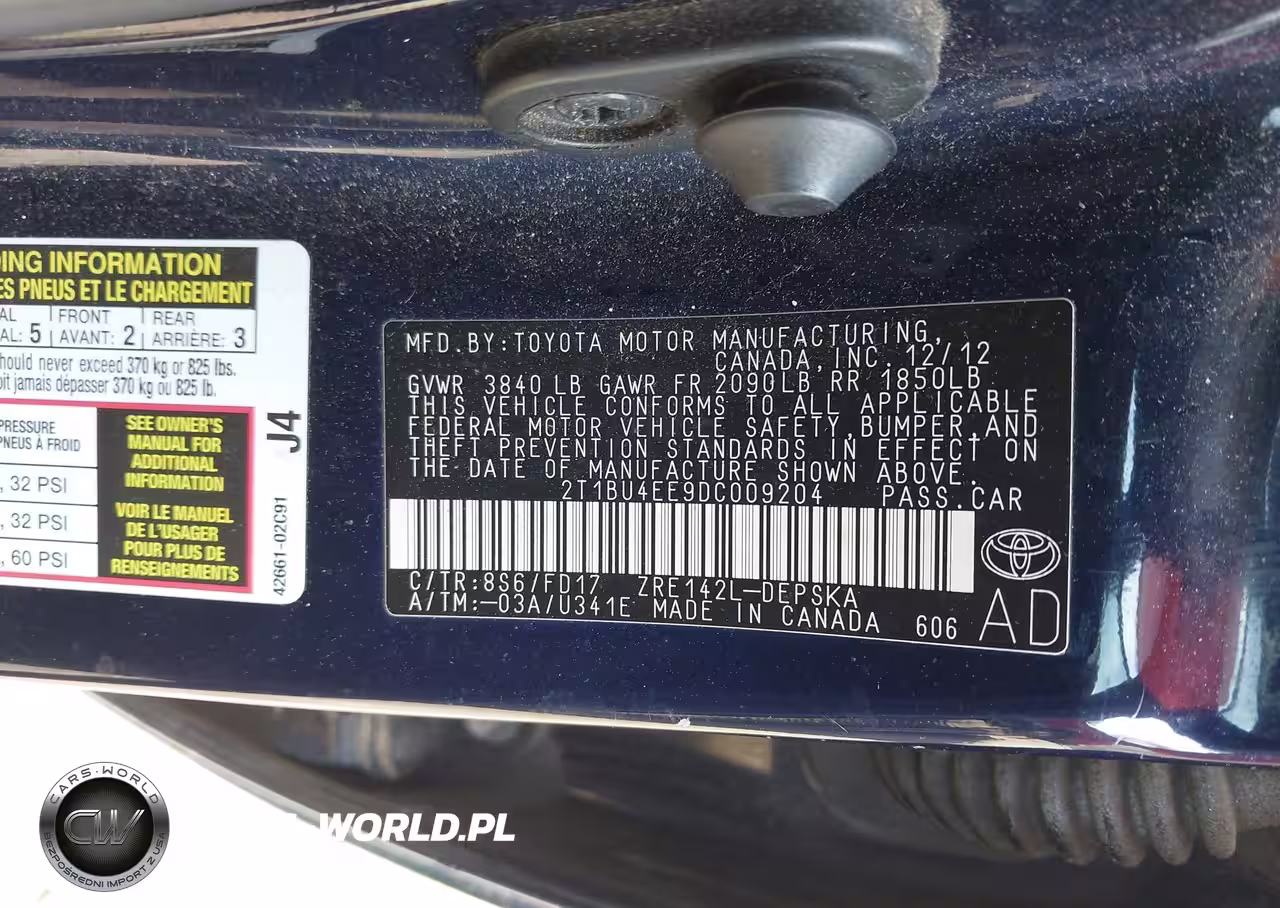 DING INFORMATION
ES PNEUS ET LE CHARGEMENT
AL FRONT REAR
AL: 5 AVANT: 2 ARRIÈRE: 3
hould never exceed 370 kg or 825 lbs.
oit jamais dépasser 370 kg ou 825 lb.
PRESSURE
PNEUS À FROID
, 32 PSI
, 32 PSI
, 60 PSI
SEE OWNER'S
MANUAL FOR
ADDITIONAL
INFORMATION
VOIR LE MANUEL
DE L'USAGER
POUR PLUS DE
RENSEIGNEMENTS
J4
42661-02C91
MFD.BY:TOYOTA MOTOR MANUFACTURING,
CANADA, INC. 12/12
GVWR 3840 LB GAWR FR 2090LB RR 1850LB
THIS VEHICLE CONFORMS TO ALL APPLICABLE
FEDERAL MOTOR VEHICLE SAFETY,BUMPER,AND
THEFT PREVENTION STANDARDS IN EFFECT ON
THE DATE OF MANUFACTURE SHOWN ABOVE.
2T1BU4EE9DC009204 PASS.CAR
C/TR:8S6/FD17 ZRE142L-DEPSKA
A/TM:-03A/U341E MADE IN CANADA 606
AD
CARS-WORLD
CW
BEZPOŚREDNI IMPORT Z USA
-WORLD.PL